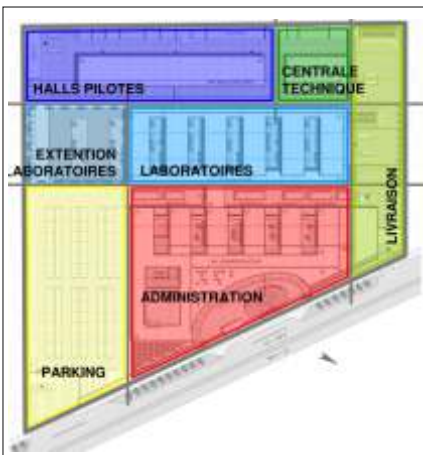 HALLS PILOTES
CENTRALE
TECHNIQUE
EXTENTION
LABORATOIRES
LABORATOIRES
LIVRAISON
ADMINISTRATION
PARKING